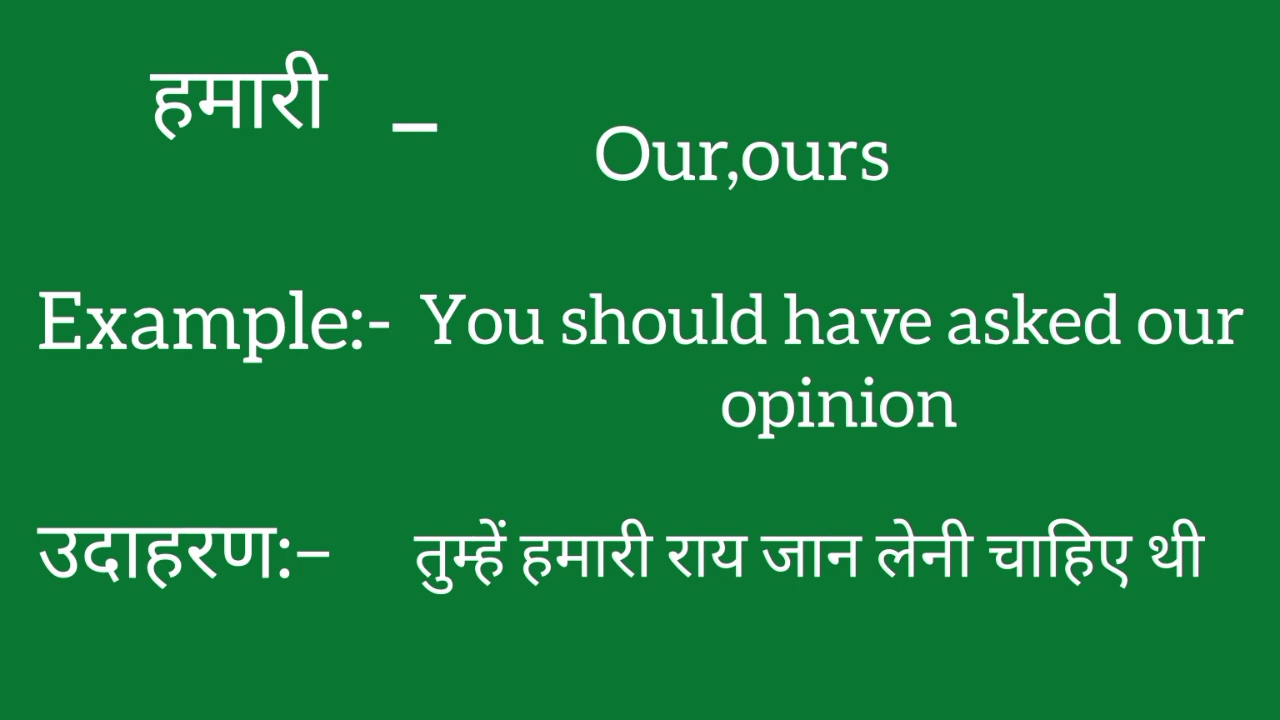 हमारी _ Our,ours
Example:- You should have asked our
opinion
उदाहरण:– तुम्हें हमारी राय जान लेनी चाहिए थी